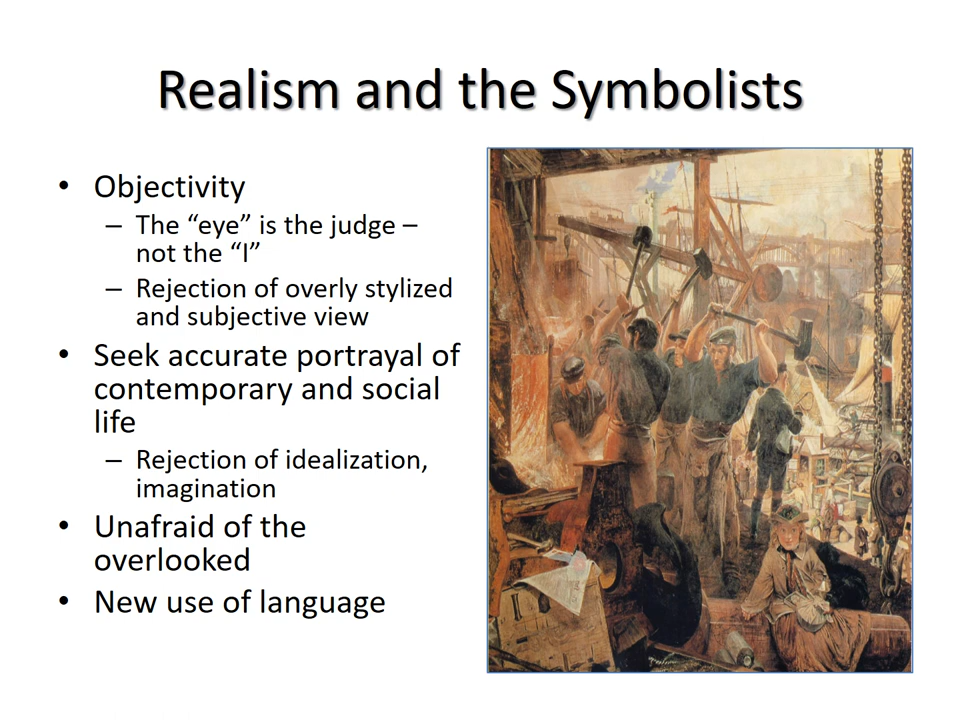 Realism and the Symbolists
• Objectivity
– The “eye” is the judge –
not the “I”
– Rejection of overly stylized
and subjective view
• Seek accurate portrayal of
contemporary and social
life
– Rejection of idealization,
imagination
• Unafraid of the
overlooked
• New use of language